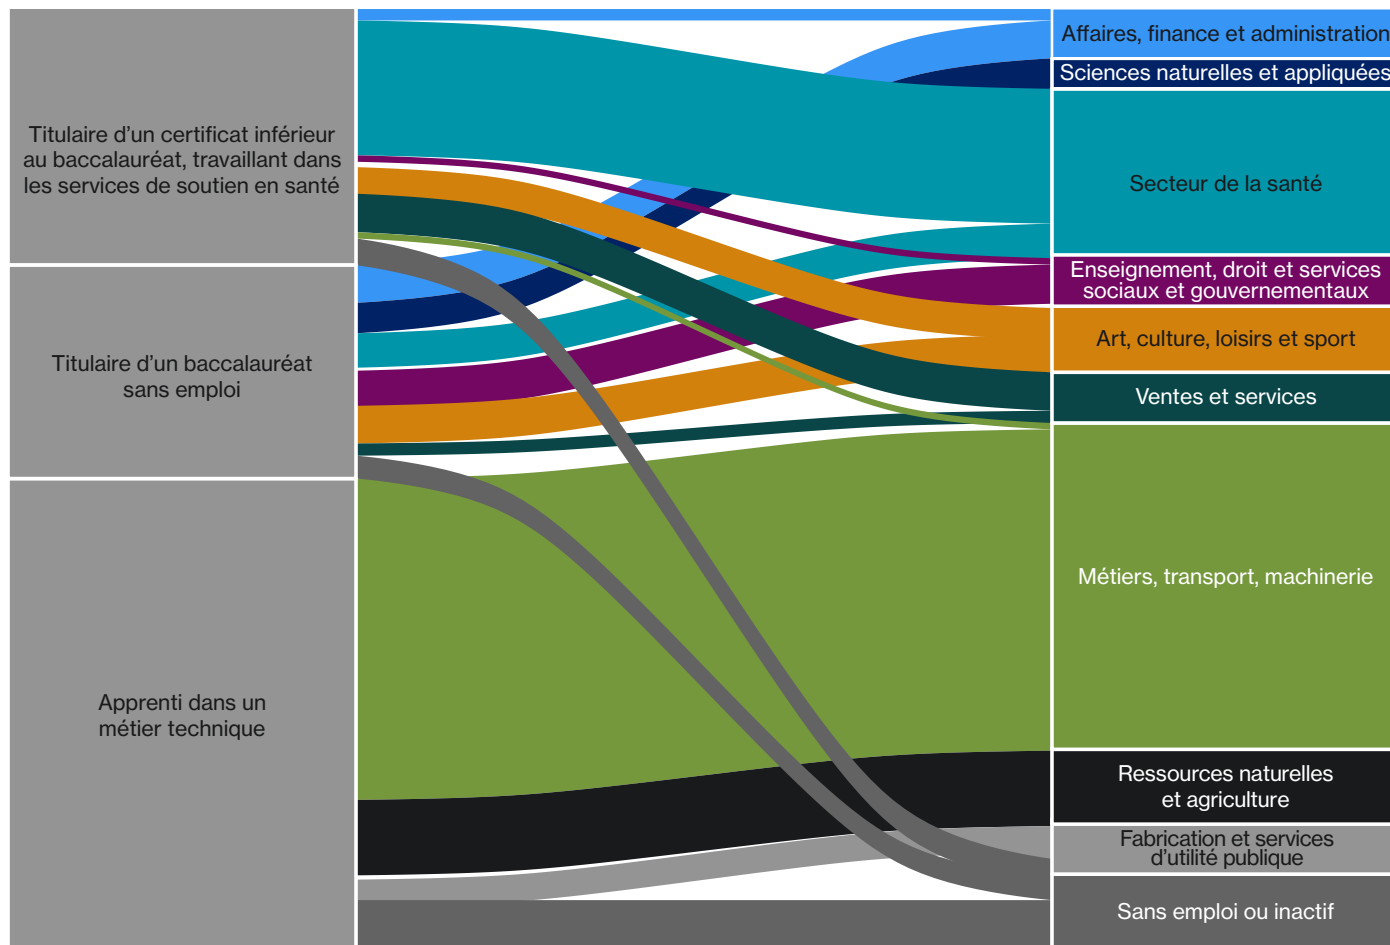 Titulaire d'un certificat inférieur
au baccalauréat, travaillant dans
les services de soutien en santé
Titulaire d'un baccalauréat
sans emploi
Apprenti dans un
métier technique
Affaires, finance et administration
Sciences naturelles et appliquées
Secteur de la santé
Enseignement, droit et services
sociaux et gouvernementaux
Art, culture, loisirs et sport
Ventes et services
Métiers, transport, machinerie
Ressources naturelles
et agriculture
Fabrication et services
d'utilité publique
Sans emploi ou inactif